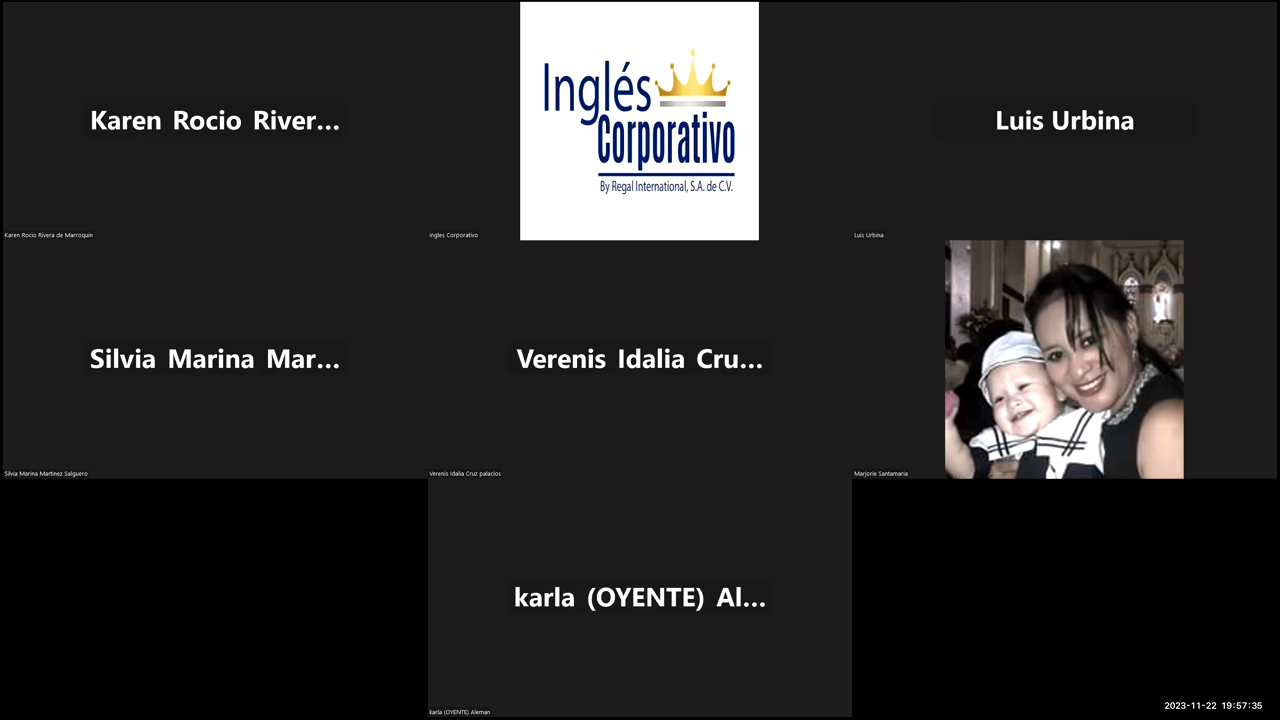 Karen Rocio River...
Inglés
Corporativo
By Regal International, S.A. de C.V.
Luis Urbina
Karen Rocio Rivera de Marroquin
Ingles Corporativo
Luis Urbina
Silvia Marina Mar...
Verenis Idalia Cru...
Silvia Marina Martinez Salguero
Verenis Idalia Cruz palacios
Marjorie Santamaria
karla (OYENTE) Al...
karla (OYENTE) Aleman
2023-11-22 19:57:35